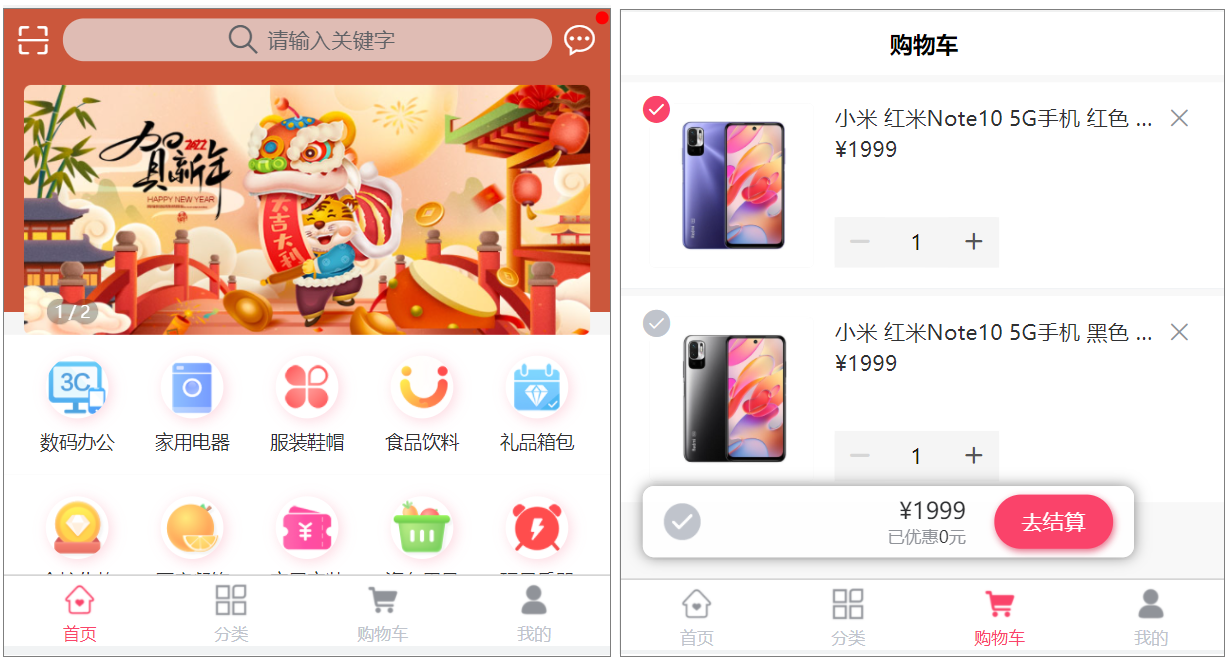 请输入关键字
贺新年
2022
HAPPY NEW YEAR
大吉大利
1 / 2
3C
数码办公
家用电器
服装鞋帽
食品饮料
礼品箱包
首页
分类
购物车
我的
购物车
小米 红米Note10 5G手机 红色 ...
¥1999
1
小米 红米Note10 5G手机 黑色 ...
¥1999
1
¥1999
已优惠0元
去结算
首页
分类
购物车
我的